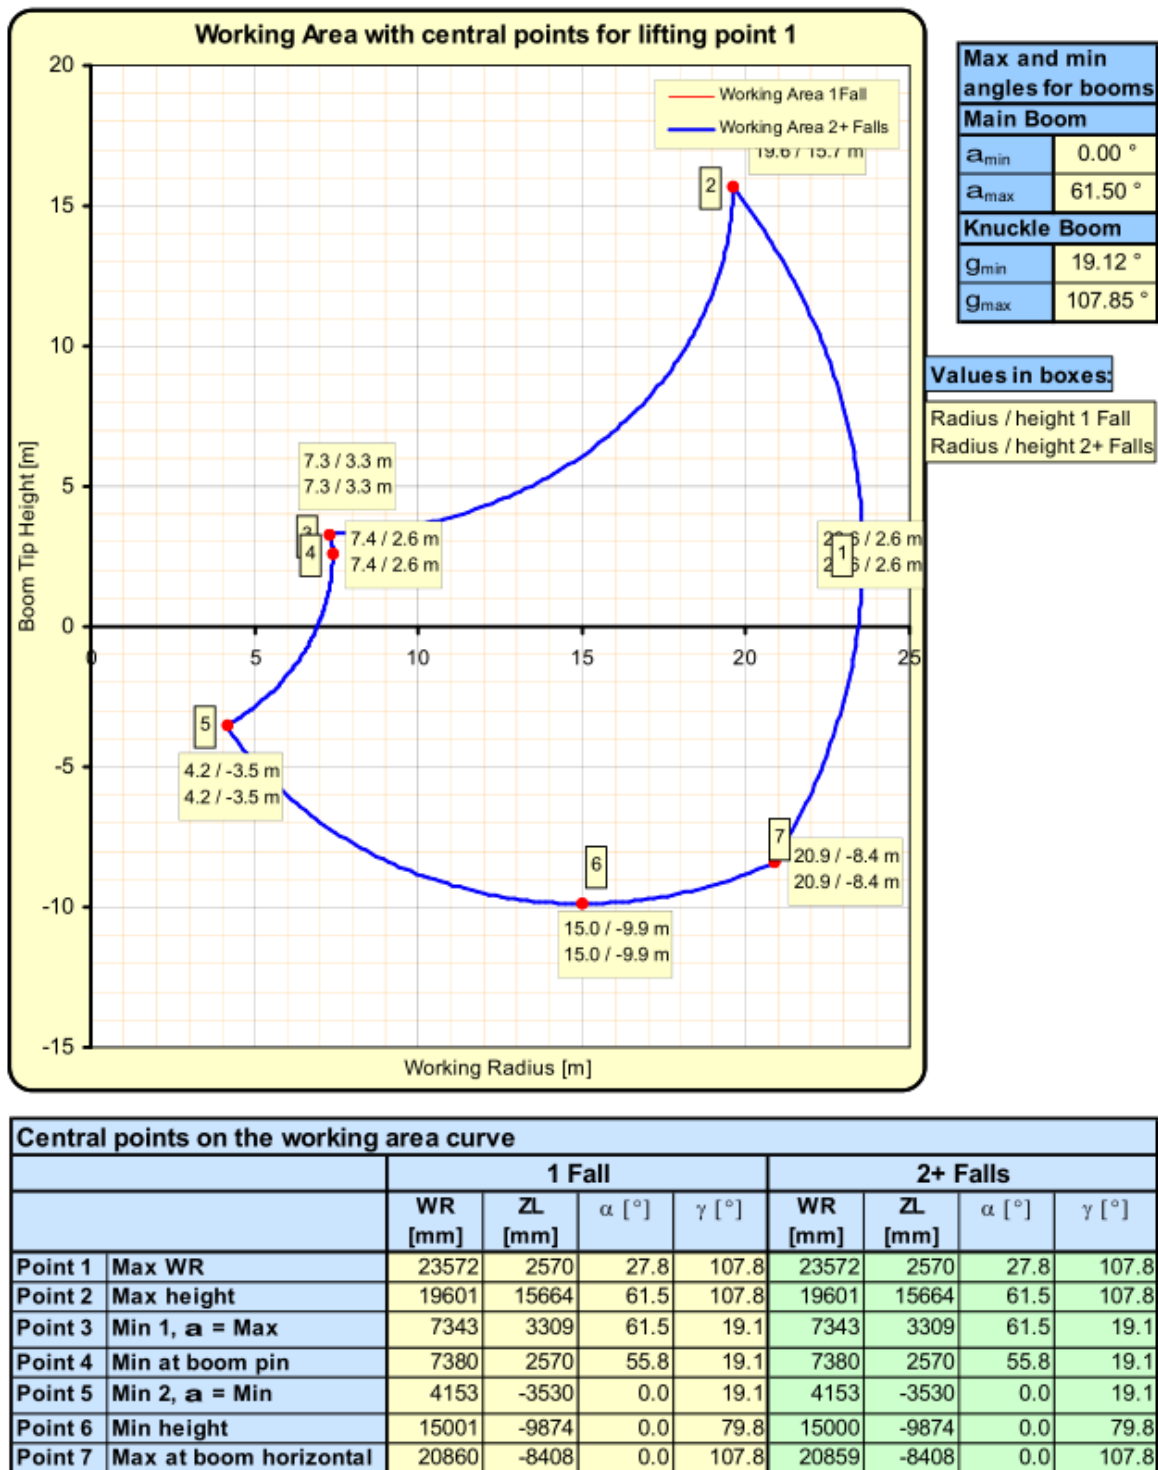 Working Area with central points for lifting point 1
Working Area 1Fall
Working Area 2+ Falls
19.6 / 15.7 m
20
15
10
5
0
-5
-10
-15
0
5
10
15
20
25
Boom Tip Height [m]
Working Radius [m]
2
7.3 / 3.3 m
7.3 / 3.3 m
3
4
7.4 / 2.6 m
7.4 / 2.6 m
1
/ 2.6 m
/ 2.6 m
5
4.2 / -3.5 m
4.2 / -3.5 m
6
15.0 / -9.9 m
15.0 / -9.9 m
7
20.9 / -8.4 m
20.9 / -8.4 m
Max and min
angles for booms
Main Boom
amin 0.00 °
amax 61.50 °
Knuckle Boom
gmin 19.12 °
gmax 107.85 °
Values in boxes:
Radius / height 1 Fall
Radius / height 2+ Falls
Central points on the working area curve
1 Fall 2+ Falls
WR [mm] ZL [mm] α [°] γ [°] WR [mm] ZL [mm] α [°] γ [°]
Point 1 Max WR 23572 2570 27.8 107.8 23572 2570 27.8 107.8
Point 2 Max height 19601 15664 61.5 107.8 19601 15664 61.5 107.8
Point 3 Min 1, a = Max 7343 3309 61.5 19.1 7343 3309 61.5 19.1
Point 4 Min at boom pin 7380 2570 55.8 19.1 7380 2570 55.8 19.1
Point 5 Min 2, a = Min 4153 -3530 0.0 19.1 4153 -3530 0.0 19.1
Point 6 Min height 15001 -9874 0.0 79.8 15000 -9874 0.0 79.8
Point 7 Max at boom horizontal 20860 -8408 0.0 107.8 20859 -8408 0.0 107.8